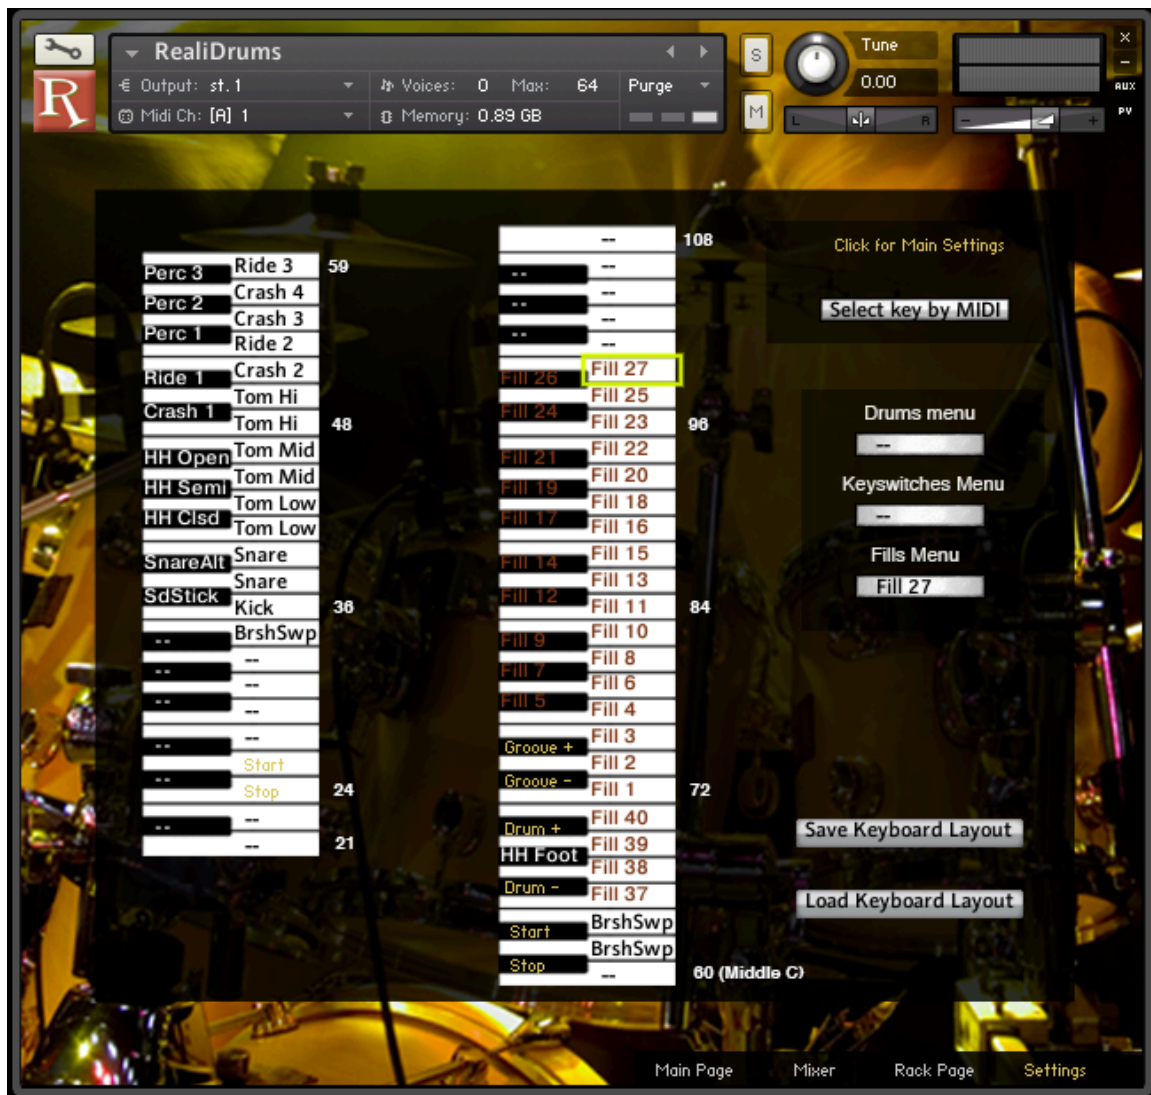 RealiDrums
Output: st. 1
Voices: 0 Max: 64 Purge
Midi Ch: [A] 1
Memory: 0.89 GB
S
M
Tune
0.00
L R
- +
X
-
AUX
PV
R
Perc 3 Ride 3 59
Crash 4
Perc 2
Crash 3
Perc 1
Ride 2
Crash 2
Ride 1
Tom Hi
Crash 1
Tom Hi 48
Tom Mid
HH Open
Tom Mid
HH Semi
Tom Low
HH Clsd
Tom Low
Snare
SnareAlt
Snare
SdStick
Kick 36
BrshSwp
--
--
--
--
--
--
--
--
Start
--
Stop 24
--
--
-- 21
-- 108
--
--
--
--
--
--
--
Fill 27
Fill 26
Fill 25
Fill 24
Fill 23 96
Fill 22
Fill 21
Fill 20
Fill 19
Fill 18
Fill 17
Fill 16
Fill 15
Fill 14
Fill 13
Fill 12
Fill 11 84
Fill 10
Fill 9
Fill 8
Fill 7
Fill 6
Fill 5
Fill 4
Fill 3
Groove +
Fill 2
Groove -
Fill 1 72
Fill 40
Drum +
Fill 39
HH Foot
Fill 38
Drum -
Fill 37
BrshSwp
Start
BrshSwp
Stop
-- 60 (Middle C)
Click for Main Settings
Select key by MIDI
Drums menu
--
Keyswitches Menu
--
Fills Menu
Fill 27
Save Keyboard Layout
Load Keyboard Layout
Main Page Mixer Rack Page Settings